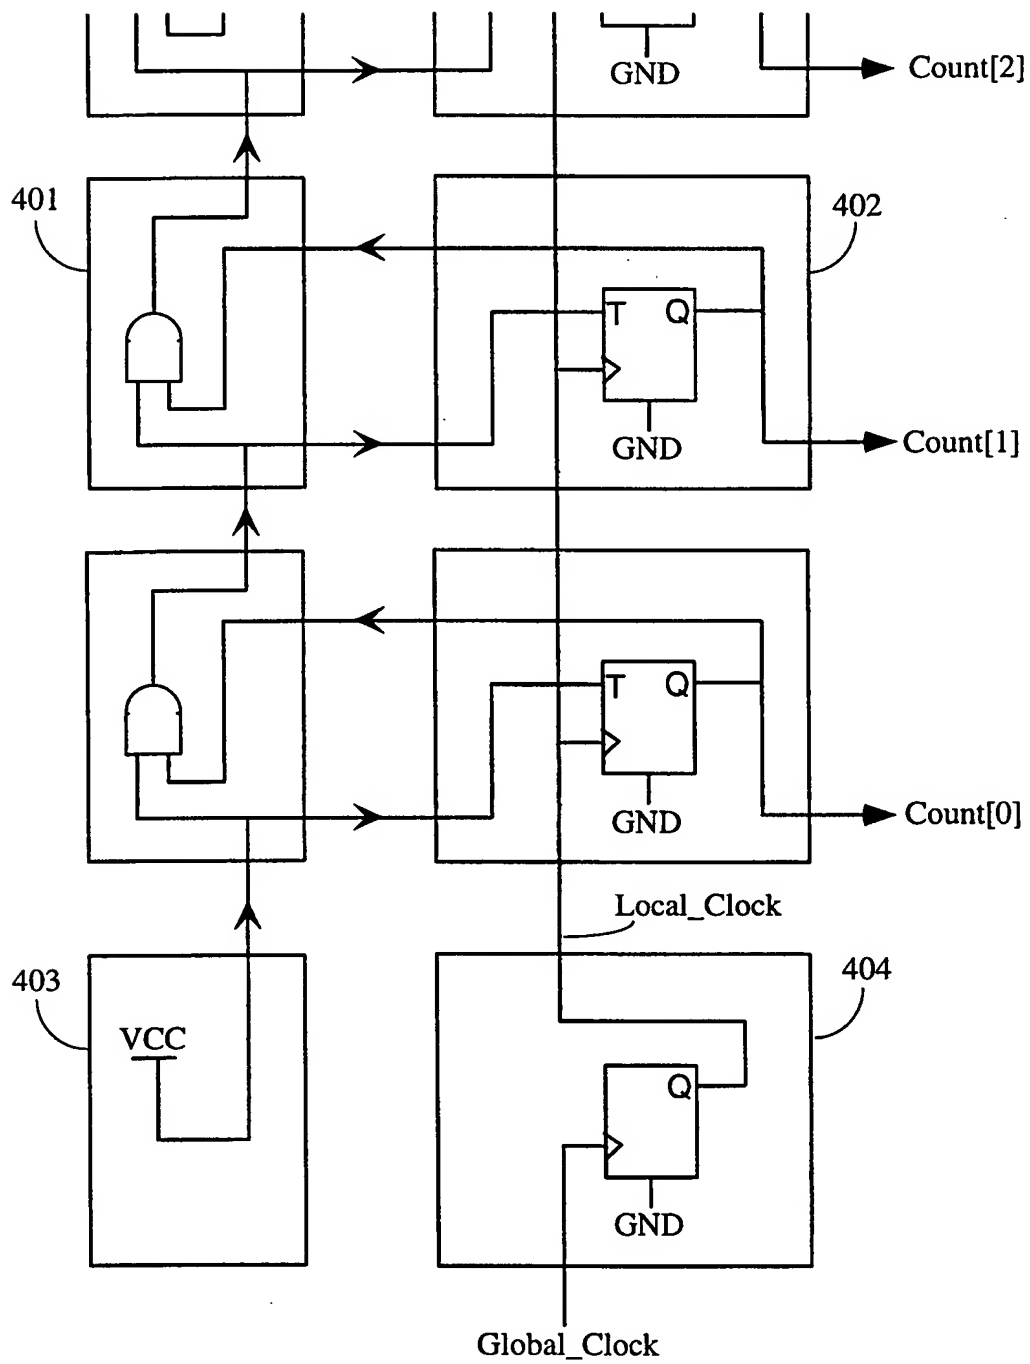 GND
Count[2]
401
402
T Q
GND
Count[1]
T Q
GND
Count[0]
Local_Clock
403
404
VCC
Q
GND
Global_Clock